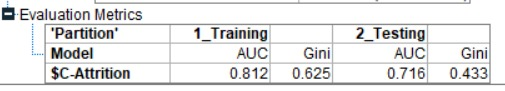 Evaluation Metrics
'Partition' 1_Training 2_Testing
Model AUC Gini AUC Gini
$C-Attrition 0.812 0.625 0.716 0.433